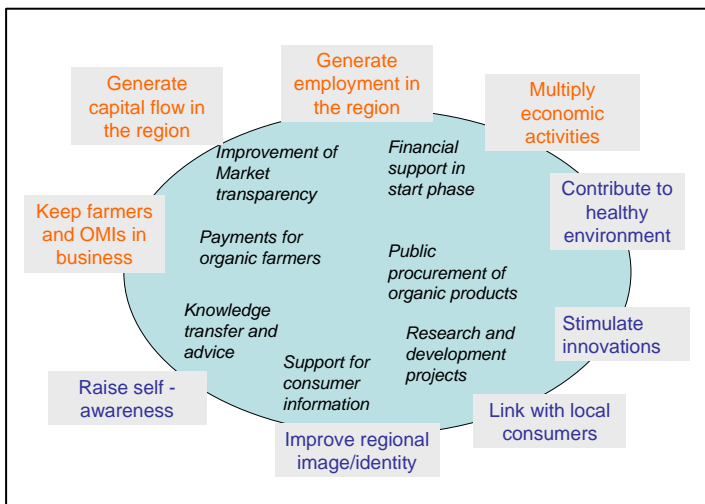 Generate
capital flow in
the region
Generate
employment in
the region
Multiply
economic
activities
Improvement of
Market
transparency
Financial
support in
start phase
Contribute to
healthy
environment
Keep farmers
and OMIs in
business
Payments for
organic farmers
Public
procurement of
organic products
Knowledge
transfer and
advice
Research and
development
projects
Stimulate
innovations
Support for
consumer
information
Raise self -
awareness
Link with local
consumers
Improve regional
image/identity